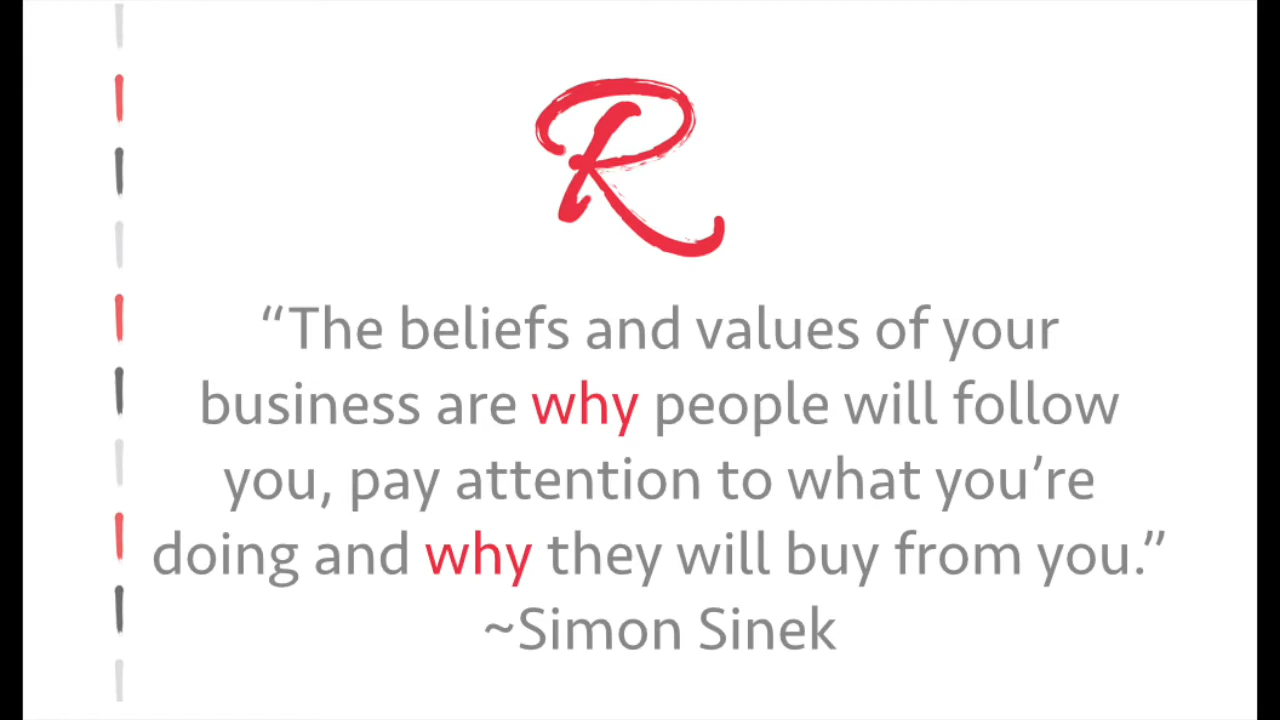 R
“The beliefs and values of your
business are why people will follow
you, pay attention to what you’re
doing and why they will buy from you.”
~Simon Sinek